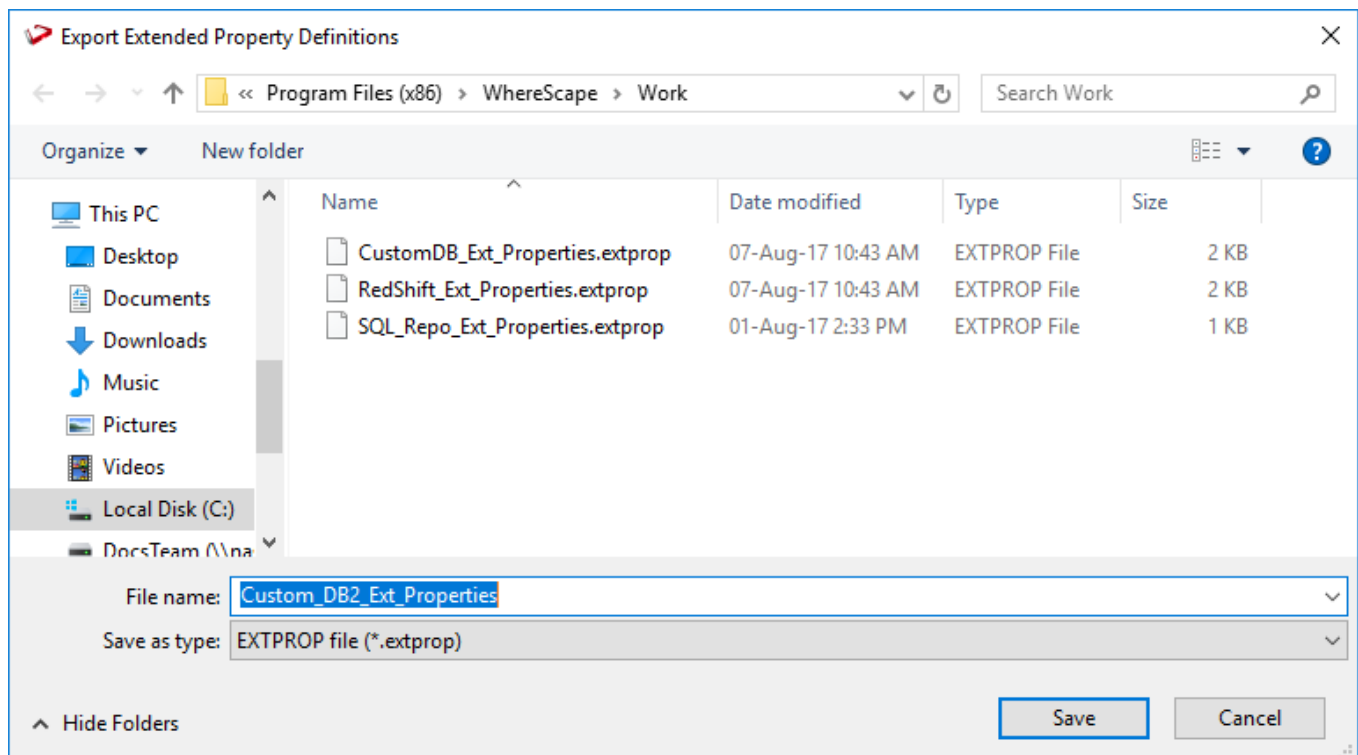 Export Extended Property Definitions
« Program Files (x86) › WhereScape › Work
Search Work
Organize
New folder
?
Name Date modified Type Size
This PC
Desktop
Documents
Downloads
Music
Pictures
Videos
Local Disk (C:)
DocsTeam (\\na
CustomDB_Ext_Properties.extprop 07-Aug-17 10:43 AM EXTPROP File 2 KB
RedShift_Ext_Properties.extprop 07-Aug-17 10:43 AM EXTPROP File 2 KB
SQL_Repo_Ext_Properties.extprop 01-Aug-17 2:33 PM EXTPROP File 1 KB
File name: Custom_DB2_Ext_Properties
Save as type: EXTPROP file (*.extprop)
Hide Folders
Save
Cancel